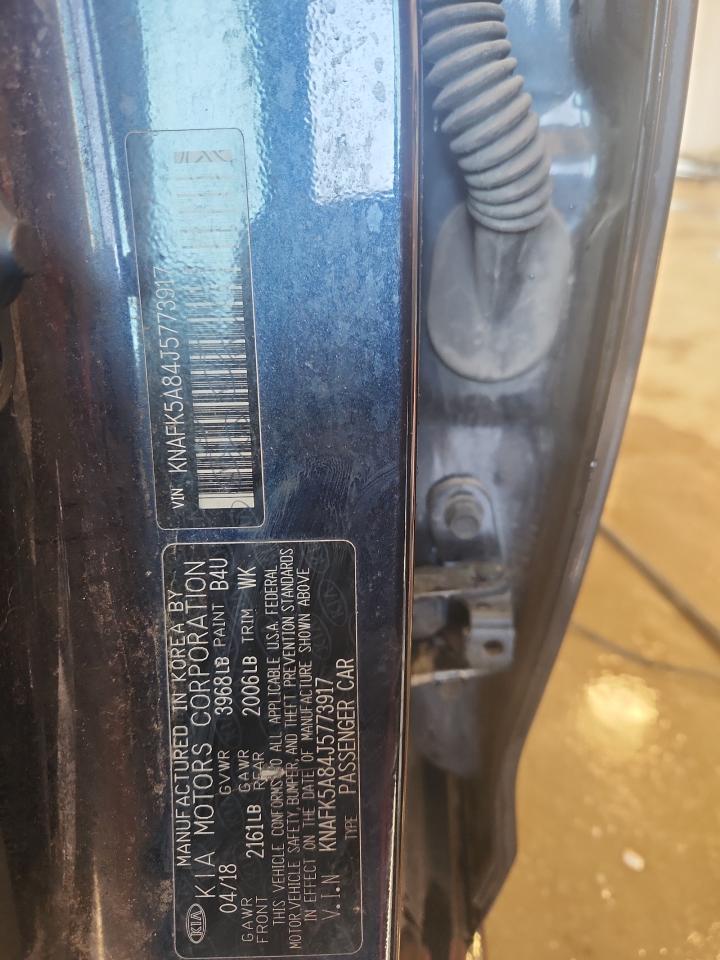 VIN KNAFK5A84J5773917
KIA
MANUFACTURED IN KOREA BY
KIA MOTORS CORPORATION
04/18 GVWR 3968LB PAINT B4U
GAWR FRONT 2161LB GAWR REAR 2006LB TRIM WK
THIS VEHICLE CONFORMS TO ALL APPLICABLE U.S.A. FEDERAL
MOTOR VEHICLE SAFETY, BUMPER, AND THEFT PREVENTION STANDARDS
IN EFFECT ON THE DATE OF MANUFACTURE SHOWN ABOVE
V.I.N KNAFK5A84J5773917
TYPE PASSENGER CAR